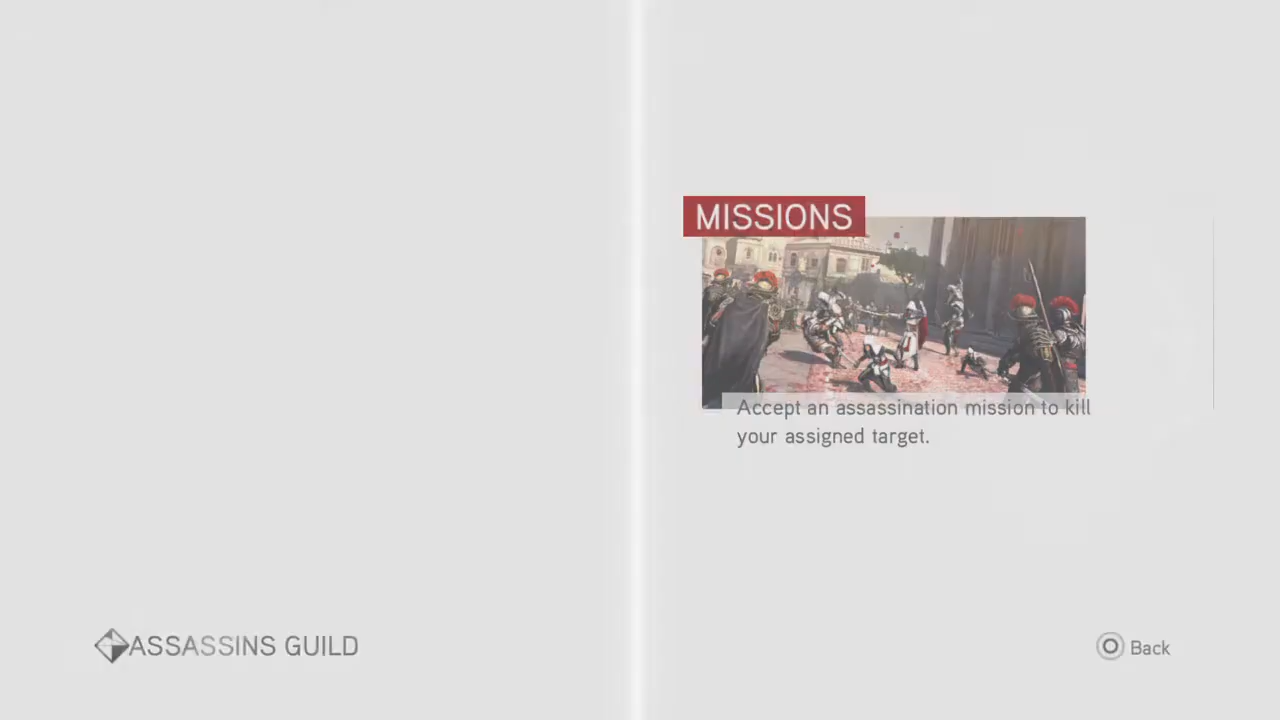 MISSIONS
Accept an assassination mission to kill
your assigned target.
ASSASSINS GUILD
Back